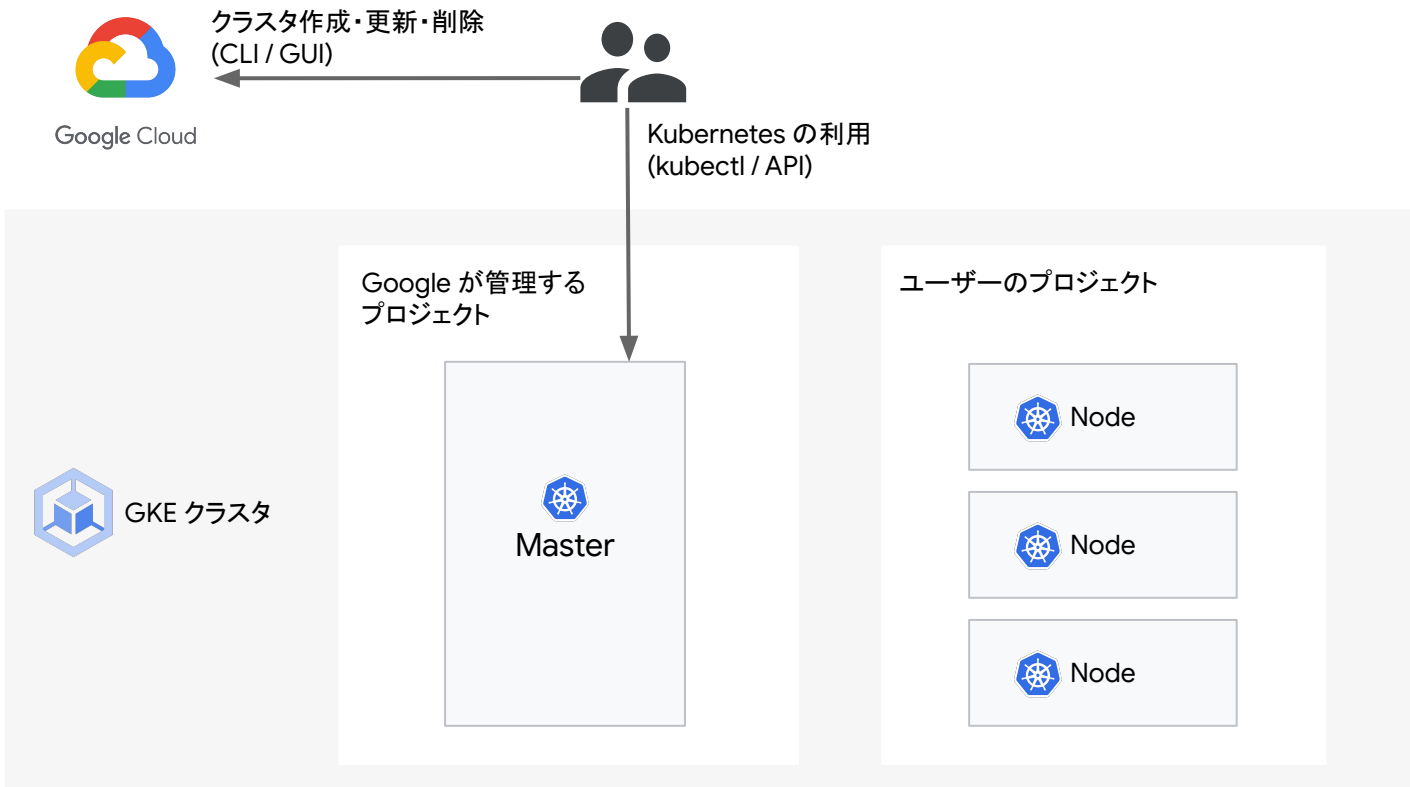 クラスタ作成・更新・削除
(CLI / GUI)
Google Cloud
Kubernetes の利用
(kubectl / API)
Google が管理する
プロジェクト
ユーザーのプロジェクト
GKE クラスタ
Master
Node
Node
Node